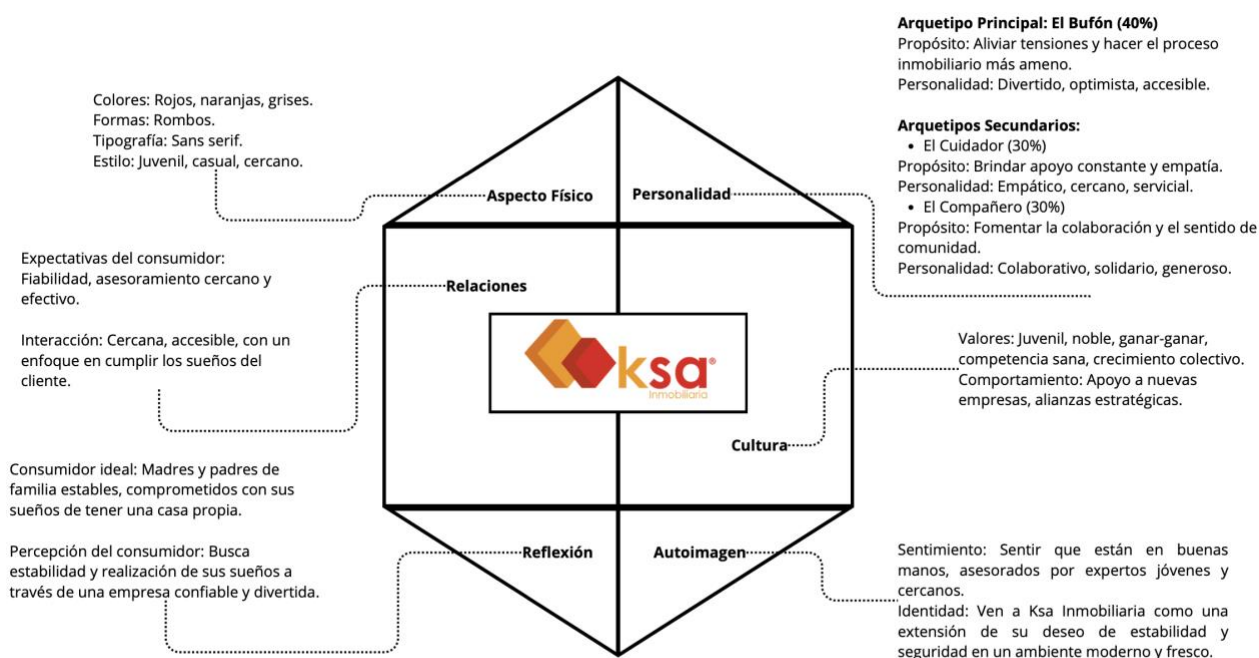 Arquetipo Principal: El Bufón (40%)
Propósito: Aliviar tensiones y hacer el proceso
inmobiliario más ameno.
Personalidad: Divertido, optimista, accesible.
Arquetipos Secundarios:
• El Cuidador (30%)
Propósito: Brindar apoyo constante y empatía.
Personalidad: Empático, cercano, servicial.
• El Compañero (30%)
Propósito: Fomentar la colaboración y el sentido de
comunidad.
Personalidad: Colaborativo, solidario, generoso.
Colores: Rojos, naranjas, grises.
Formas: Rombos.
Tipografía: Sans serif.
Estilo: Juvenil, casual, cercano.
Aspecto Físico
Personalidad
Expectativas del consumidor:
Fiabilidad, asesoramiento cercano y
efectivo.
Interacción: Cercana, accesible, con un
enfoque en cumplir los sueños del
cliente.
Relaciones
ksa®
Inmobiliaria
Valores: Juvenil, noble, ganar-ganar,
competencia sana, crecimiento colectivo.
Comportamiento: Apoyo a nuevas
empresas, alianzas estratégicas.
Cultura
Consumidor ideal: Madres y padres de
familia estables, comprometidos con sus
sueños de tener una casa propia.
Percepción del consumidor: Busca
estabilidad y realización de sus sueños a
través de una empresa confiable y divertida.
Reflexión
Autoimagen
Sentimiento: Sentir que están en buenas
manos, asesorados por expertos jóvenes y
cercanos.
Identidad: Ven a Ksa Inmobiliaria como una
extensión de su deseo de estabilidad y
seguridad en un ambiente moderno y fresco.